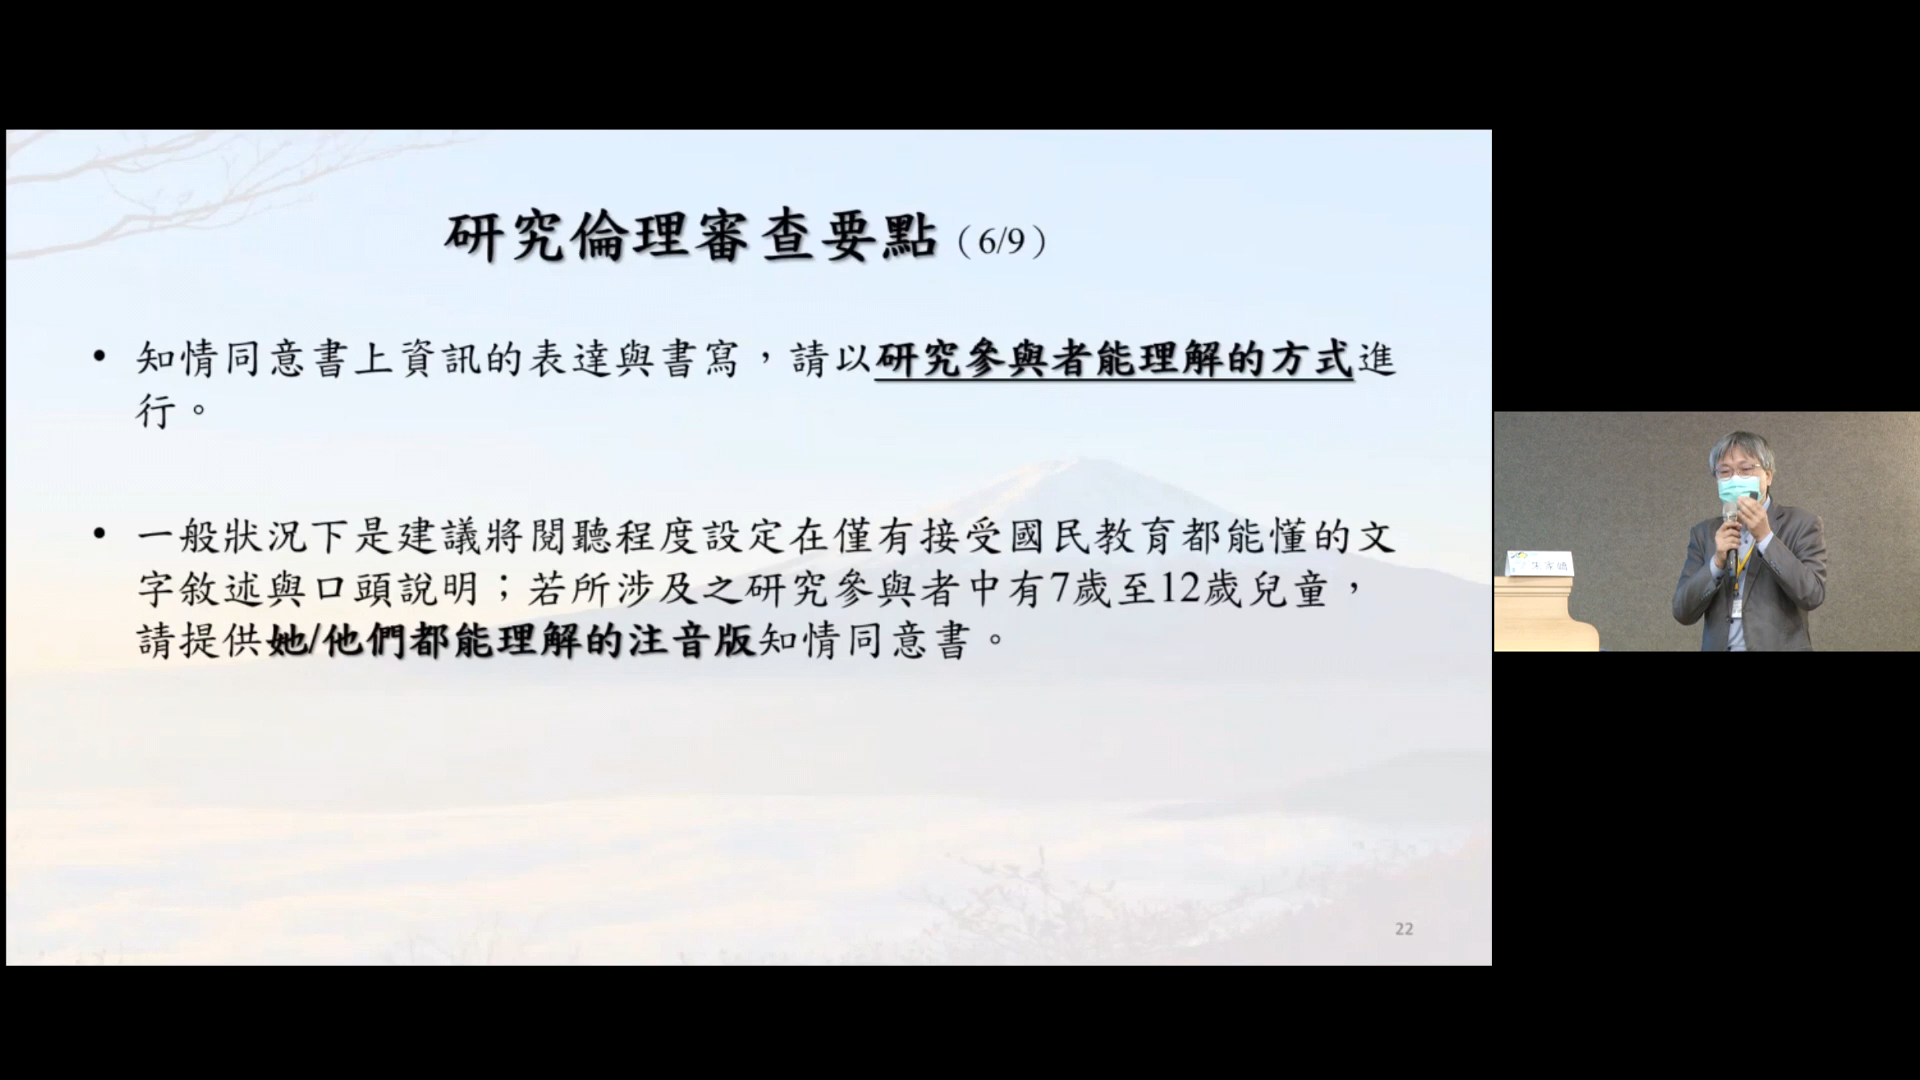 研究倫理審查要點（6/9）
• 知情同意書上資訊的表達與書寫，請以研究參與者能理解的方式進
行。
• 一般狀況下是建議將閱聽程度設定在僅有接受國民教育都能懂的文
字敘述與口頭說明；若所涉及之研究參與者中有7歲至12歲兒童，
請提供她/他們都能理解的注音版知情同意書。
22